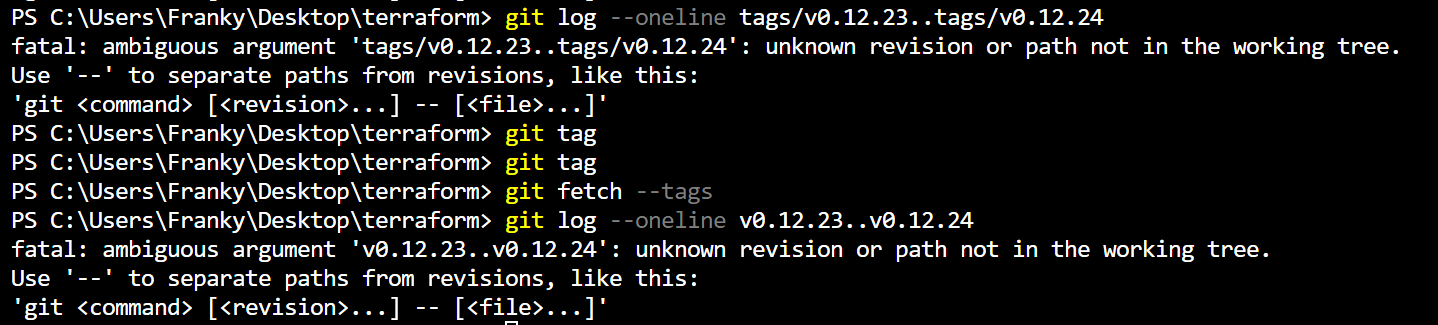 PS C:\Users\Franky\Desktop\terraform> git log --oneline tags/v0.12.23..tags/v0.12.24
fatal: ambiguous argument 'tags/v0.12.23..tags/v0.12.24': unknown revision or path not in the working tree.
Use '--' to separate paths from revisions, like this:
'git <command> [<revision>...] -- [<file>...]'
PS C:\Users\Franky\Desktop\terraform> git tag
PS C:\Users\Franky\Desktop\terraform> git tag
PS C:\Users\Franky\Desktop\terraform> git fetch --tags
PS C:\Users\Franky\Desktop\terraform> git log --oneline v0.12.23..v0.12.24
fatal: ambiguous argument 'v0.12.23..v0.12.24': unknown revision or path not in the working tree.
Use '--' to separate paths from revisions, like this:
'git <command> [<revision>...] -- [<file>...]'